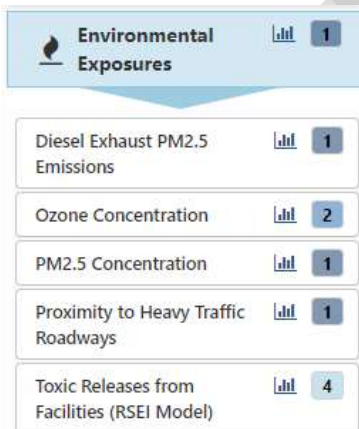 Environmental 1
Exposures
Diesel Exhaust PM2.5 1
Emissions
Ozone Concentration 2
PM2.5 Concentration 1
Proximity to Heavy Traffic 1
Roadways
Toxic Releases from 4
Facilities (RSEI Model)